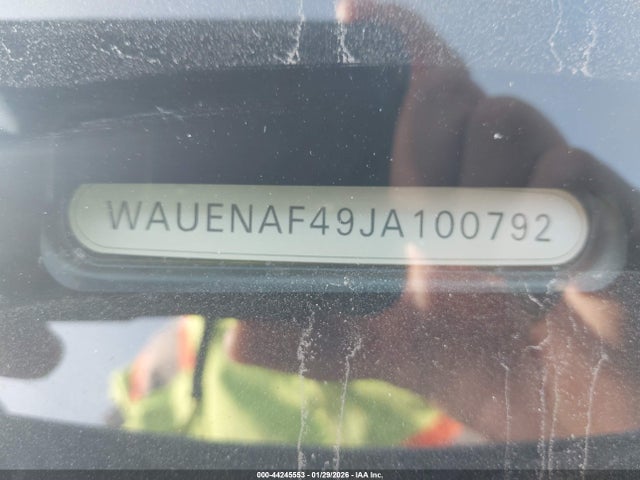 WAUENAF49JA100792
000-44245553 - 01/29/2026 - IAA Inc.